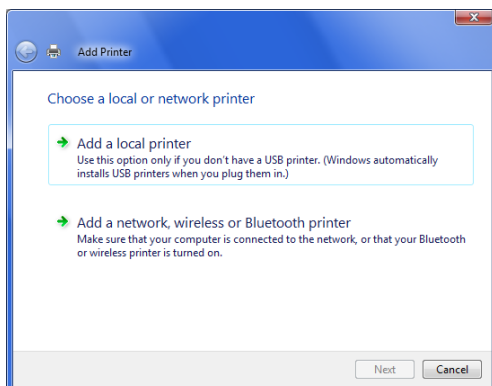 Add Printer
Choose a local or network printer
Add a local printer
Use this option only if you don't have a USB printer. (Windows automatically
installs USB printers when you plug them in.)
Add a network, wireless or Bluetooth printer
Make sure that your computer is connected to the network, or that your Bluetooth
or wireless printer is turned on.
Next Cancel